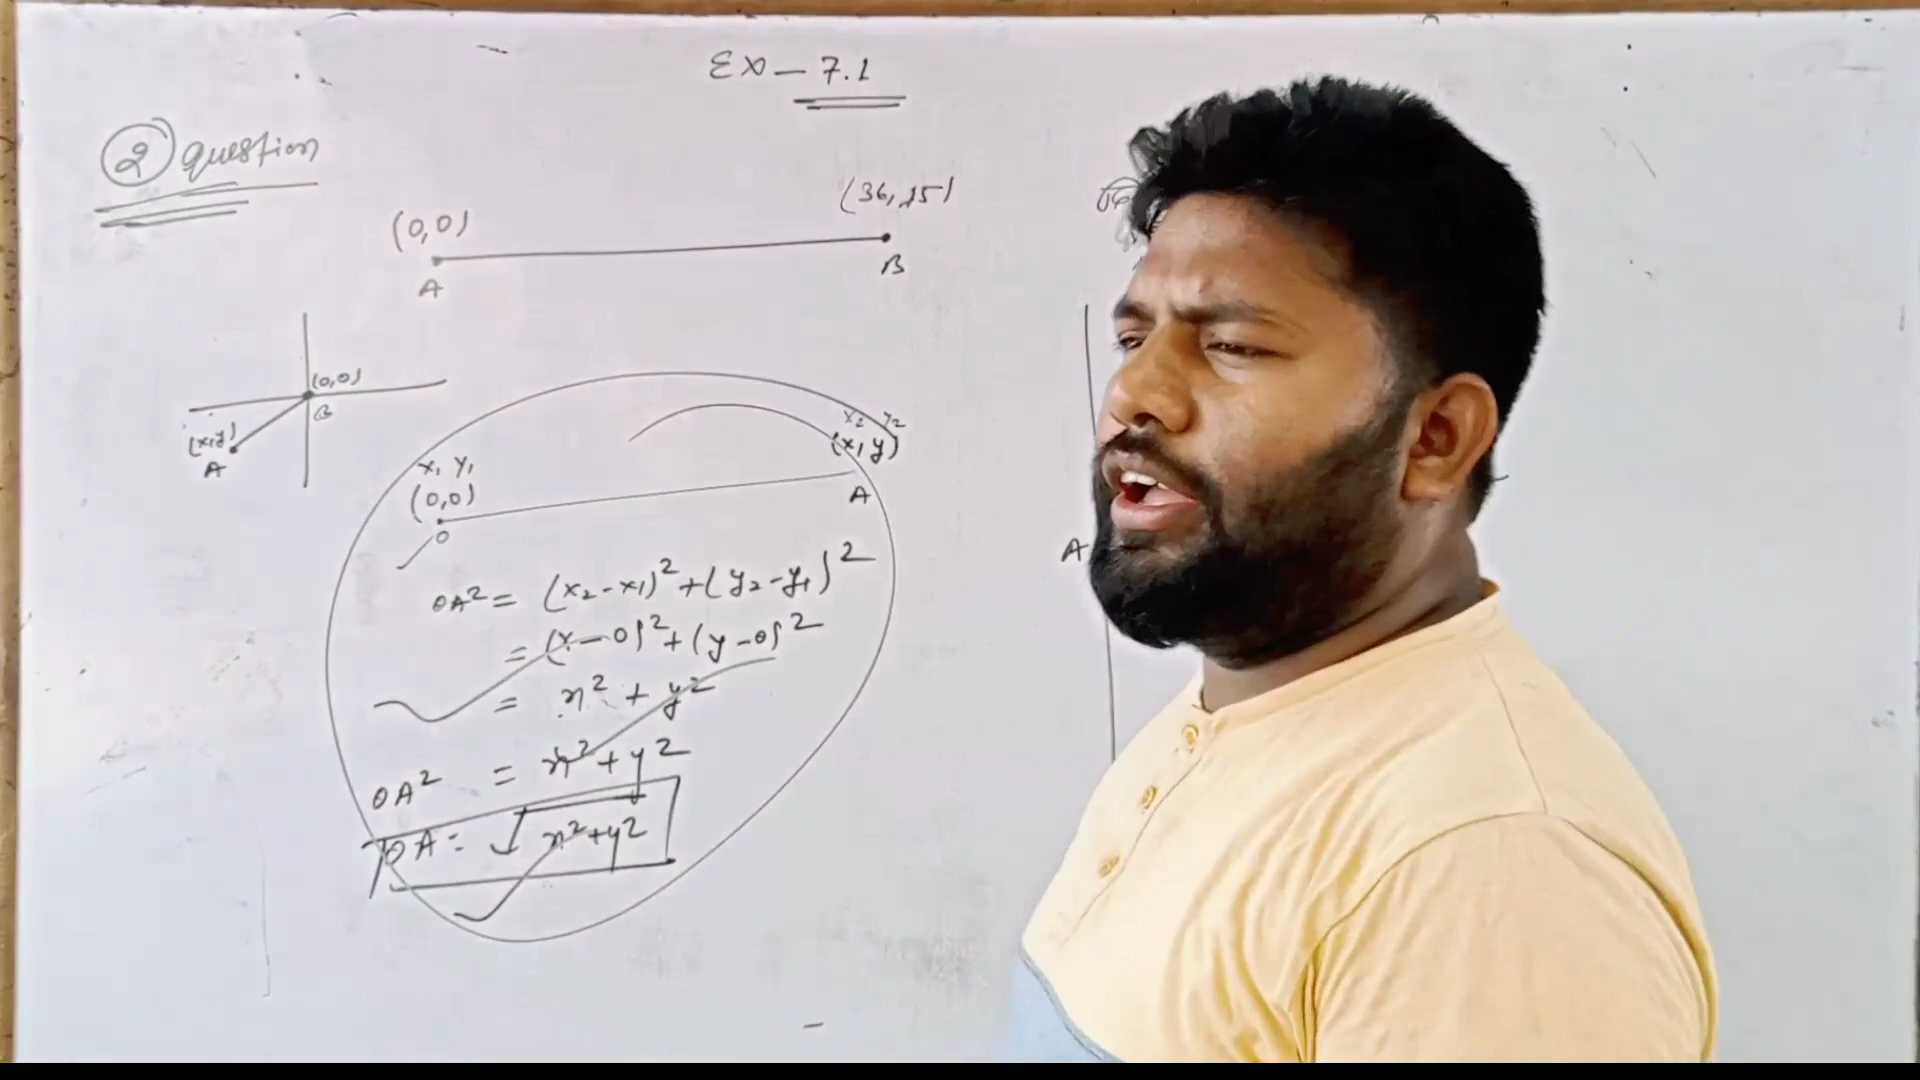 Ex - 7.1
② question
(0,0)
(36,15)
A
B
(0,0)
B
(x,y)
A
x₂ y₂
(x,y)
x₁ y₁
(0,0)
A
O
OA² = (x₂-x₁)²+(y₂-y₁)²
= (x-0)²+(y-0)²
= x² + y²
OA² = x²+y²
OA = √x²+y²
A